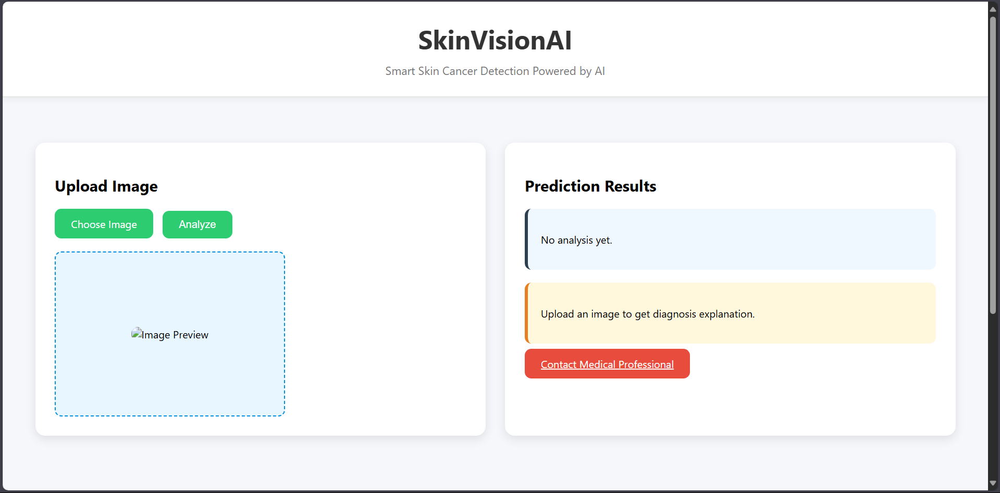 SkinVisionAI
Smart Skin Cancer Detection Powered by AI
Upload Image
Choose Image
Analyze
Image Preview
Prediction Results
No analysis yet.
Upload an image to get diagnosis explanation.
Contact Medical Professional